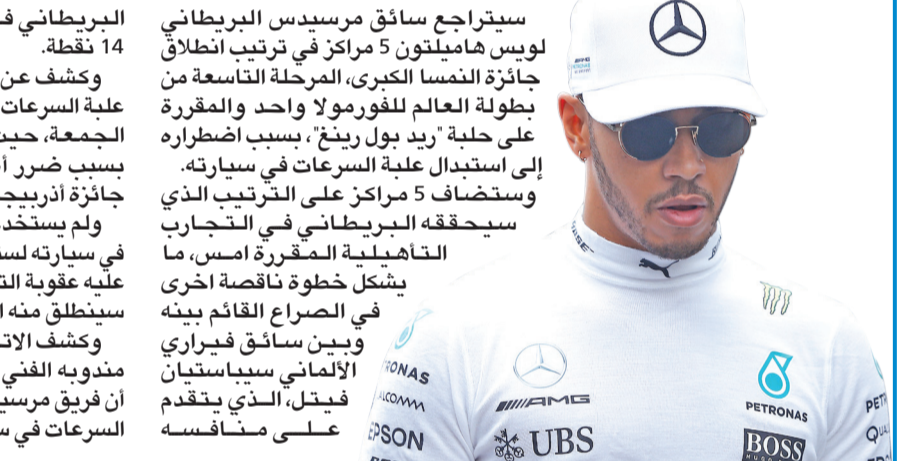 سيتراجع سائق مرسيدس البريطاني
لويس هاميلتون 5 مراكز في ترتيب انطلاق
جائزة النمسا الكبرى، المرحلة التاسعة من
بطولة العالم للفورمولا واحد والمقررة
على حلبة "ريد بول رينغ"، بسبب اضطراره
إلى استبدال علبة السرعات في سيارته.
وستضاف 5 مراكز على الترتيب الذي
سيحققه البريطاني في التجارب
التأهيلية المقررة امس، ما
يشكل خطوة ناقصة اخرى
في الصراع القائم بينه
وبين سائق فيراري
الألماني سيباستيان
فيتل، الذي يتقدم
على منافسه
البريطاني
14 نقطة.
وكشف عن
علبة السرعات
الجمعة،
بسبب ضرر
جائزة
ولم
في سيارته
عليه عقوبة
سينطلق منه
وكشف
مندوبه الفني
أن فريق
السرعات في
PETRONAS
AMG
EPSON
UBS
PETRONAS
BOSS